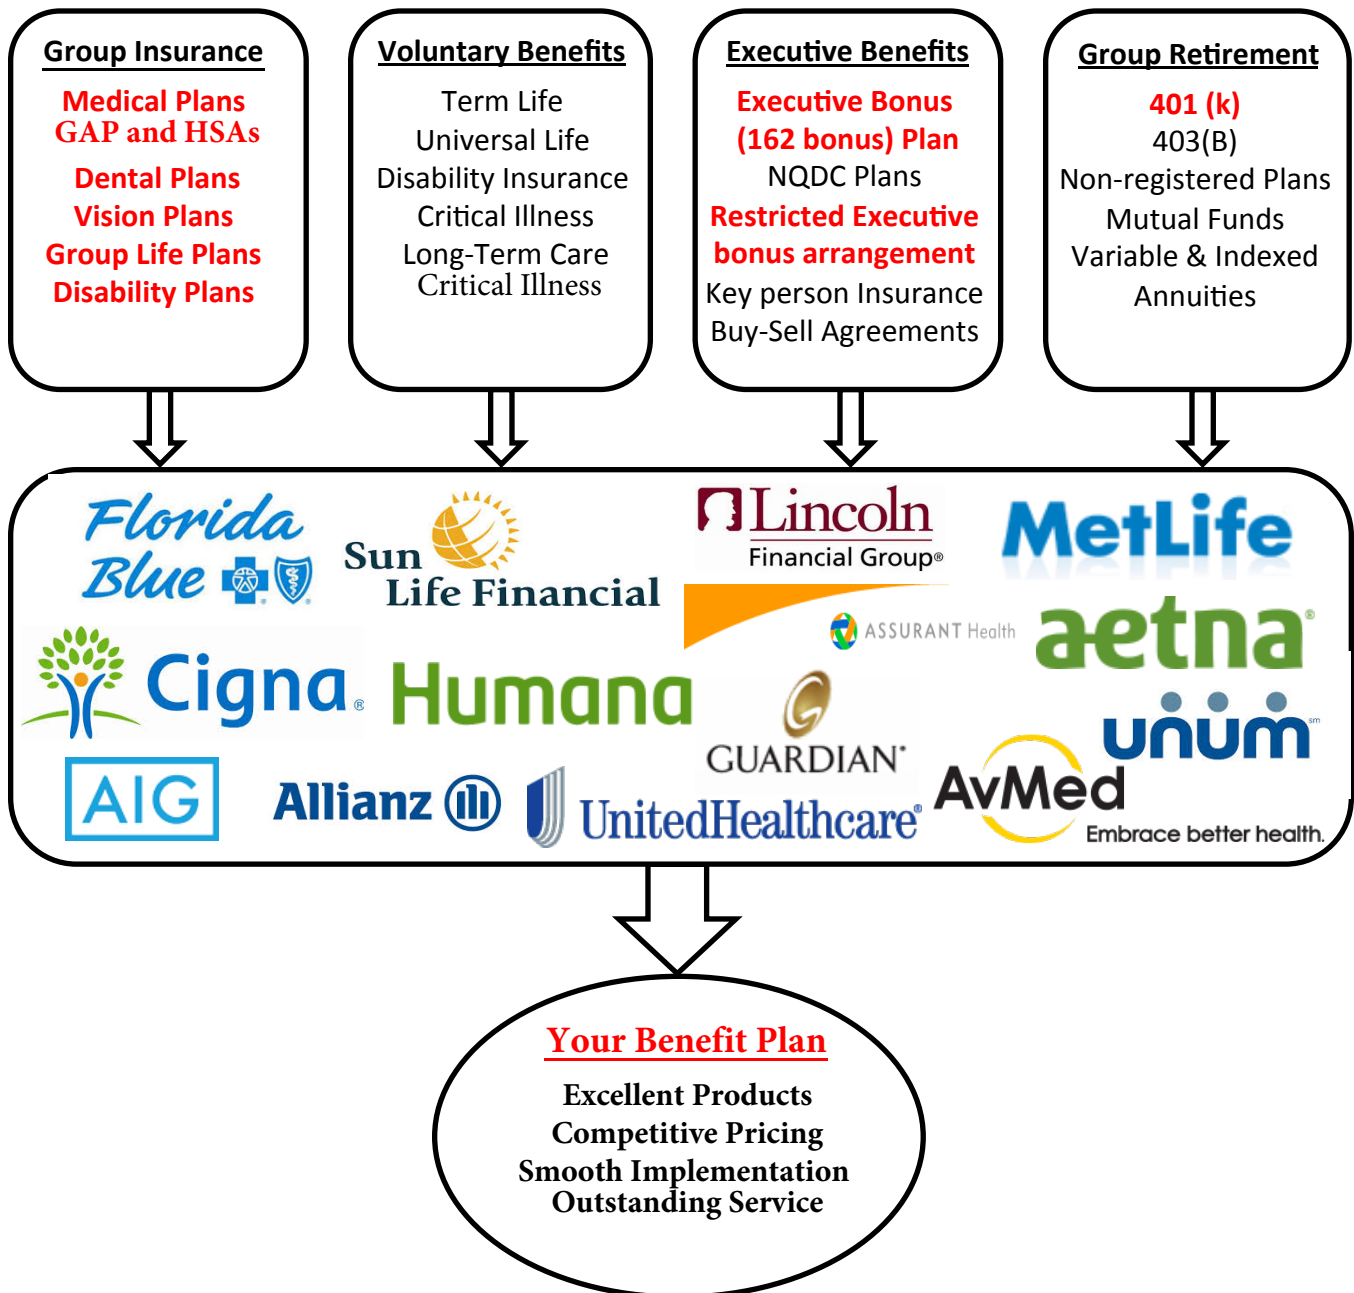 Group Insurance
Medical Plans
GAP and HSAs
Dental Plans
Vision Plans
Group Life Plans
Disability Plans
Voluntary Benefits
Term Life
Universal Life
Disability Insurance
Critical Illness
Long-Term Care
Critical Illness
Executive Benefits
Executive Bonus
(162 bonus) Plan
NQDC Plans
Restricted Executive
bonus arrangement
Key person Insurance
Buy-Sell Agreements
Group Retirement
401 (k)
403(B)
Non-registered Plans
Mutual Funds
Variable & Indexed
Annuities
Florida
Blue ® ®
Sun
Life Financial
Lincoln
Financial Group®
MetLife
ASSURANT Health
aetna®
Cigna®
Humana
GUARDIAN®
unum℠
AIG
Allianz
UnitedHealthcare®
AvMed
Embrace better health.
Your Benefit Plan
Excellent Products
Competitive Pricing
Smooth Implementation
Outstanding Service